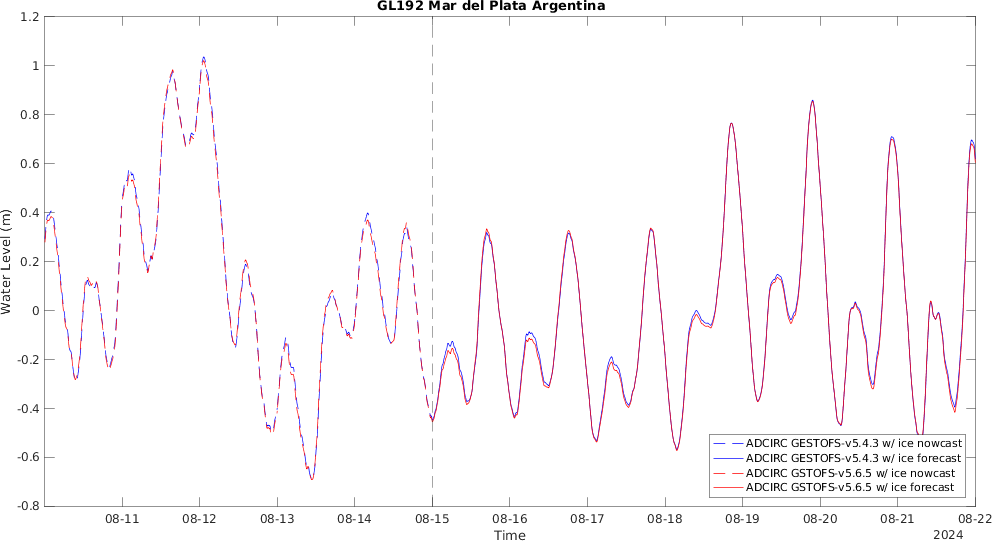 GL192 Mar del Plata Argentina
1.2
1
0.8
0.6
0.4
0.2
0
-0.2
-0.4
-0.6
-0.8
Water Level (m)
ADCIRC GESTOFS-v5.4.3 w/ ice nowcast
ADCIRC GESTOFS-v5.4.3 w/ ice forecast
ADCIRC GSTOFS-v5.6.5 w/ ice nowcast
ADCIRC GSTOFS-v5.6.5 w/ ice forecast
08-11 08-12 08-13 08-14 08-15 08-16 08-17 08-18 08-19 08-20 08-21 08-22
Time
2024